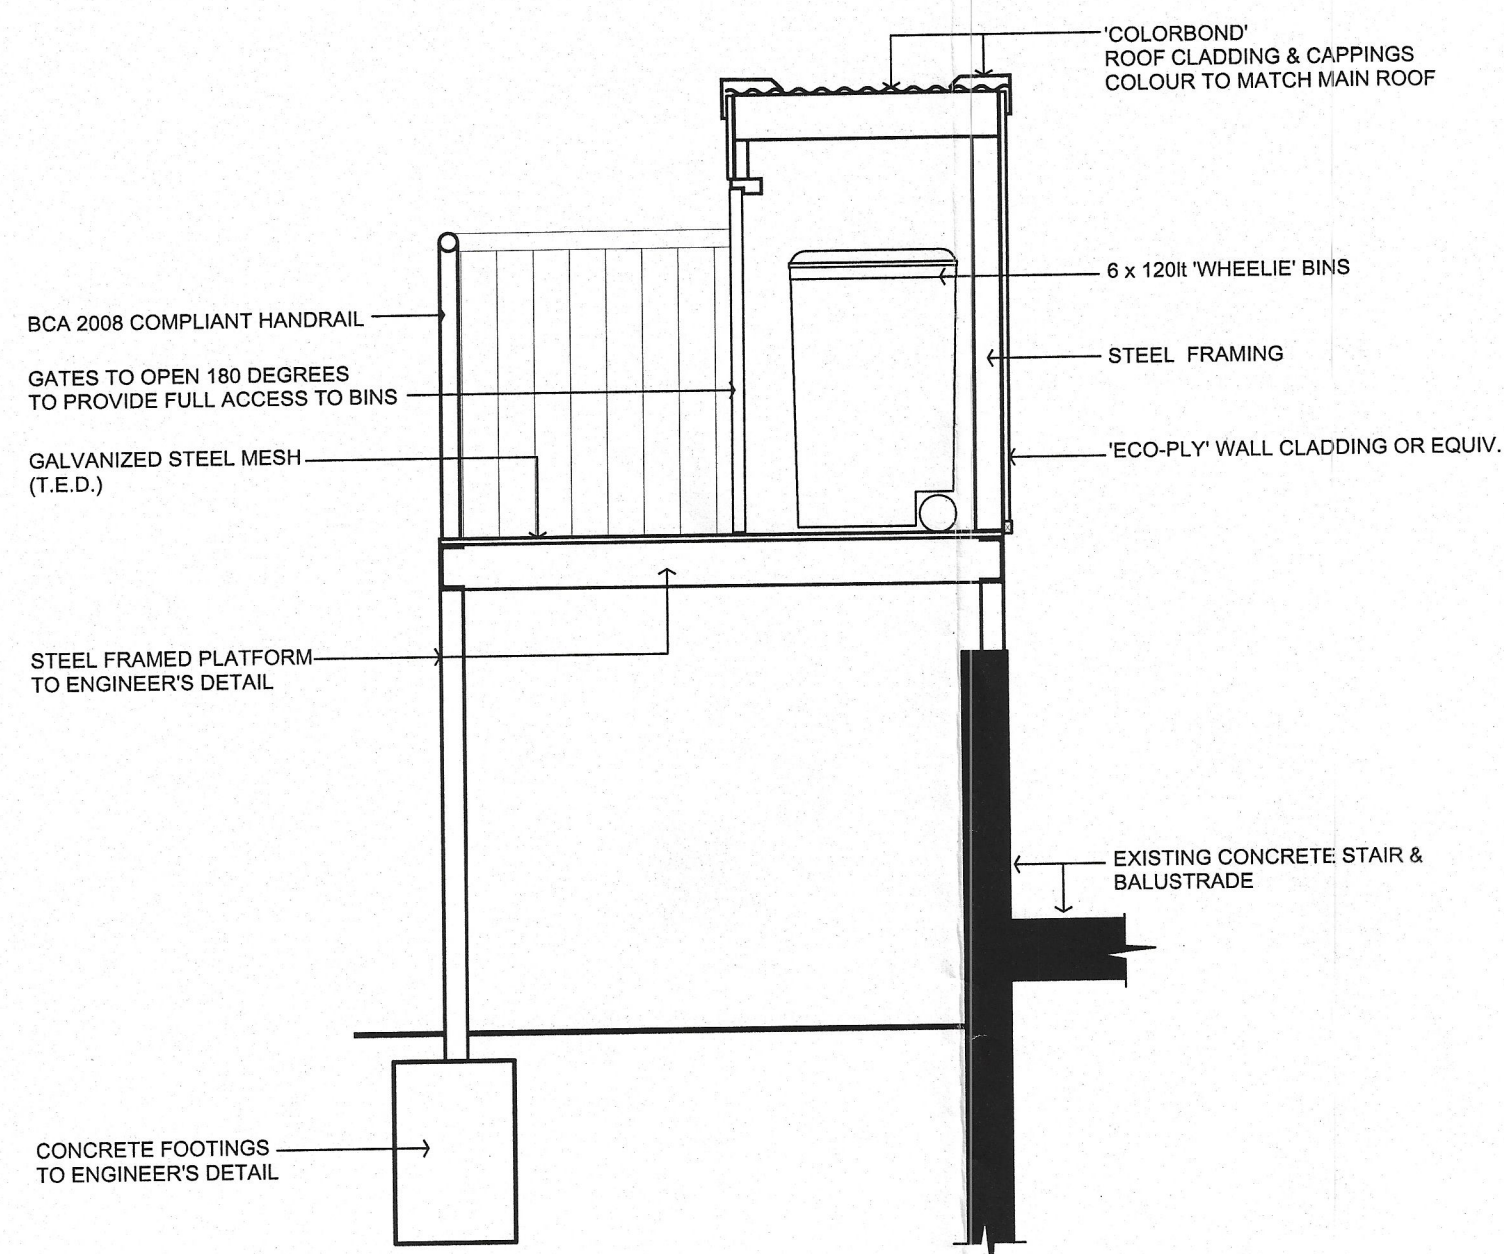 'COLORBOND'
ROOF CLADDING & CAPPINGS
COLOUR TO MATCH MAIN ROOF
6 x 120lt 'WHEELIE' BINS
BCA 2008 COMPLIANT HANDRAIL
STEEL FRAMING
GATES TO OPEN 180 DEGREES
TO PROVIDE FULL ACCESS TO BINS
'ECO-PLY' WALL CLADDING OR EQUIV.
GALVANIZED STEEL MESH
(T.E.D.)
STEEL FRAMED PLATFORM
TO ENGINEER'S DETAIL
EXISTING CONCRETE STAIR &
BALUSTRADE
CONCRETE FOOTINGS
TO ENGINEER'S DETAIL